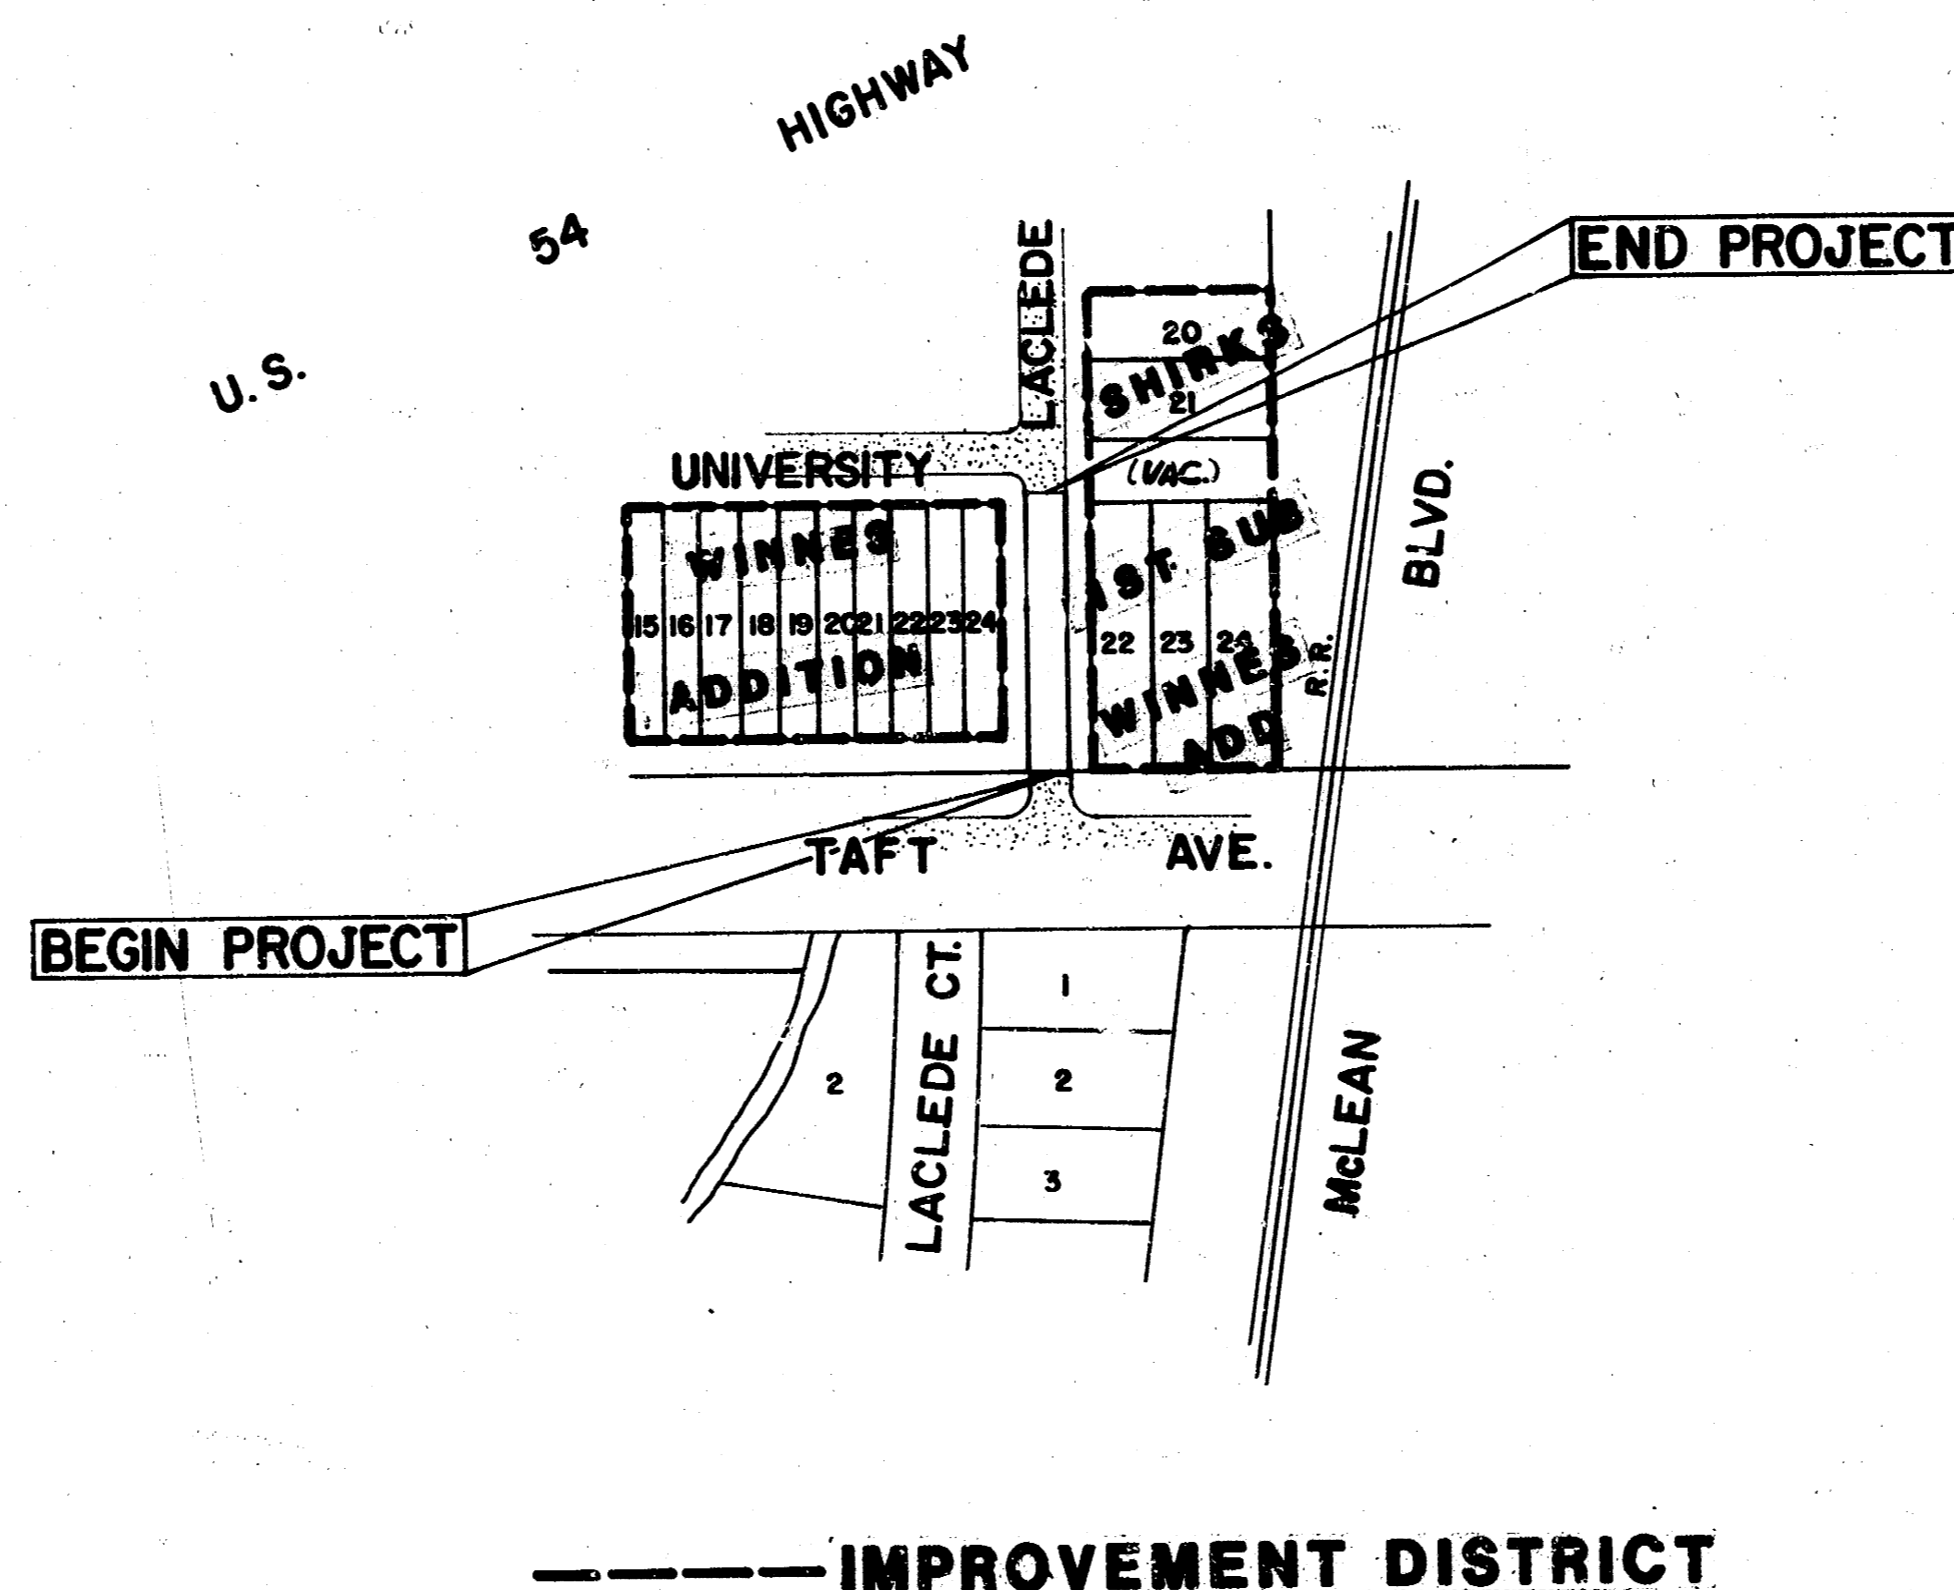 HIGHWAY
54
U.S.
LACLEDE
END PROJECT
20
SHIRKS
21
(VAC.)
UNIVERSITY
BLVD.
WINNES
1ST. SUB
15 16 17 18 19 20 21 22 23 24
22 23 24
ADDITION
WINNES
R.R.
ADD
TAFT AVE.
BEGIN PROJECT
LACLEDE CT.
1
2
2
3
McLEAN
IMPROVEMENT DISTRICT